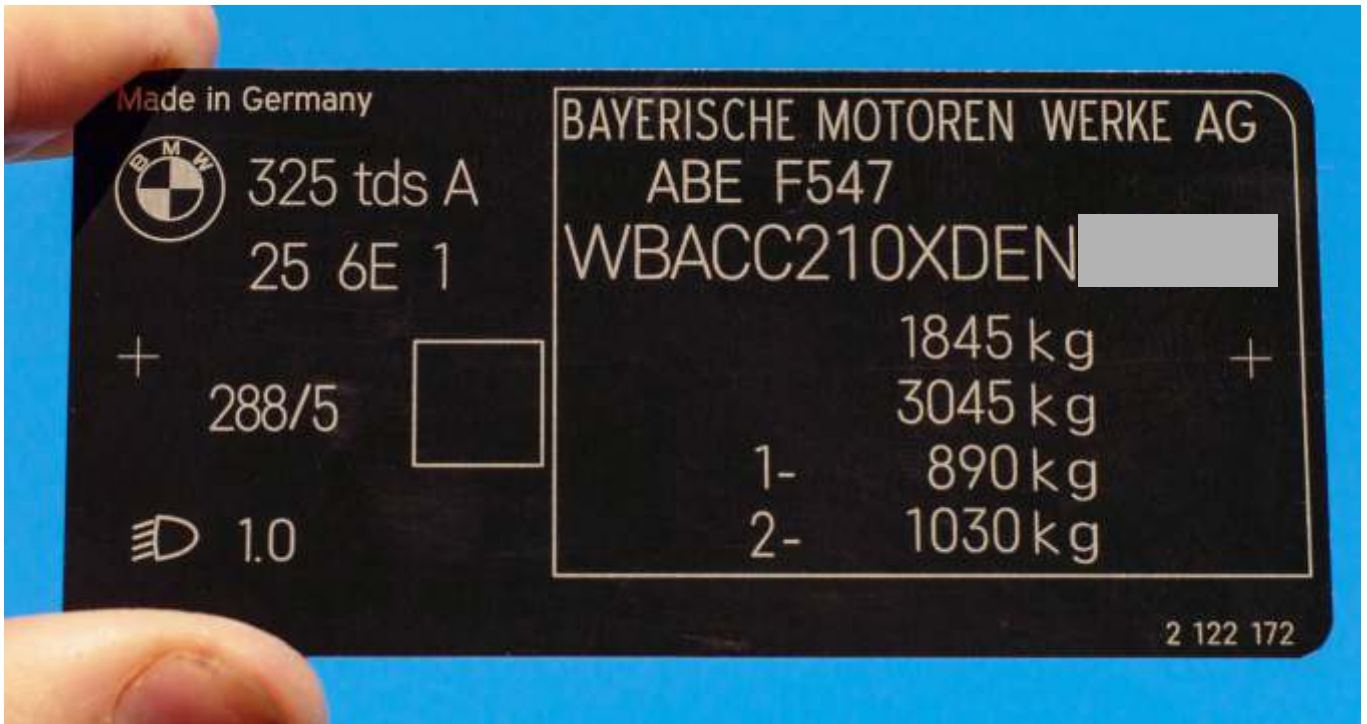 Made in Germany
BMW
325 tds A
25 6E 1
288/5
1.0
BAYERISCHE MOTOREN WERKE AG
ABE F547
WBACC210XDEN
1845 kg
3045 kg
1- 890 kg
2- 1030 kg
2 122 172